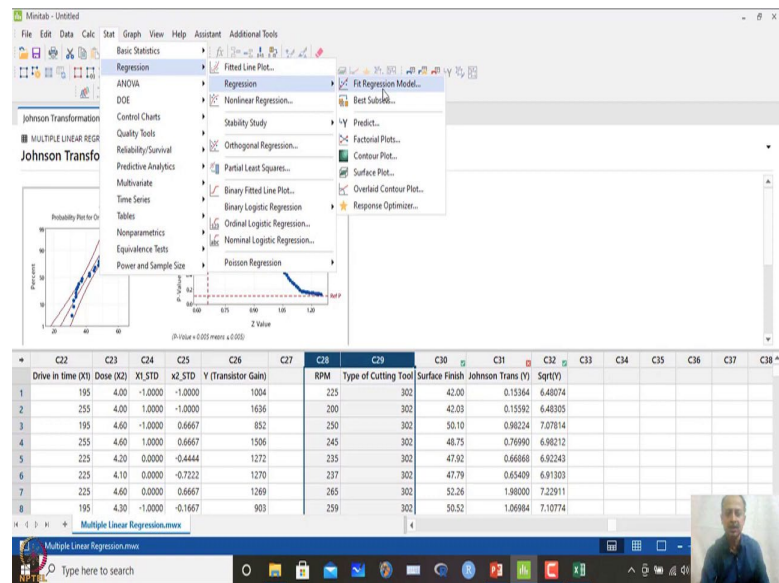 Minitab - Untitled
File Edit Data Calc Stat Graph View Help Assistant Additional Tools
Basic Statistics
Regression
ANOVA
DOE
Control Charts
Quality Tools
Reliability/Survival
Predictive Analytics
Multivariate
Time Series
Tables
Nonparametrics
Equivalence Tests
Power and Sample Size
Fitted Line Plot...
Regression
Nonlinear Regression...
Stability Study
Orthogonal Regression...
Partial Least Squares...
Binary Fitted Line Plot...
Binary Logistic Regression
Ordinal Logistic Regression...
Nominal Logistic Regression...
Poisson Regression
Fit Regression Model...
Best Subsets...
Predict...
Factorial Plots...
Contour Plot...
Surface Plot...
Overlaid Contour Plot...
Response Optimizer...
Johnson Transformation
MULTIPLE LINEAR REGR
Johnson Transfo
Probability Plot for Or
Percent
20 40 60
P-Value
Ref P
0.60 0.75 0.90 1.05 1.20
Z Value
(P-Value = 0.005 means ≤ 0.005)
C22 C23 C24 C25 C26 C27 C28 C29 C30 C31 C32 C33 C34 C35 C36 C37 C38
Drive in time (X1) Dose (X2) X1_STD x2_STD Y (Transistor Gain) RPM Type of Cutting Tool Surface Finish Johnson Trans (Y) Sqrt(Y)
1 195 4.00 -1.0000 -1.0000 1004 225 302 42.00 0.15364 6.48074
2 255 4.00 1.0000 -1.0000 1636 200 302 42.03 0.15592 6.48305
3 195 4.60 -1.0000 0.6667 852 250 302 50.10 0.98224 7.07814
4 255 4.60 1.0000 0.6667 1506 245 302 48.75 0.76990 6.98212
5 225 4.20 0.0000 -0.4444 1272 235 302 47.92 0.66868 6.92243
6 225 4.10 0.0000 -0.7222 1270 237 302 47.79 0.65409 6.91303
7 225 4.60 0.0000 0.6667 1269 265 302 52.26 1.98000 7.22911
8 195 4.30 -1.0000 -0.1667 903 259 302 50.52 1.06984 7.10774
Multiple Linear Regression.mwx
Multiple Linear Regression.mwx
Type here to search
NPTEL